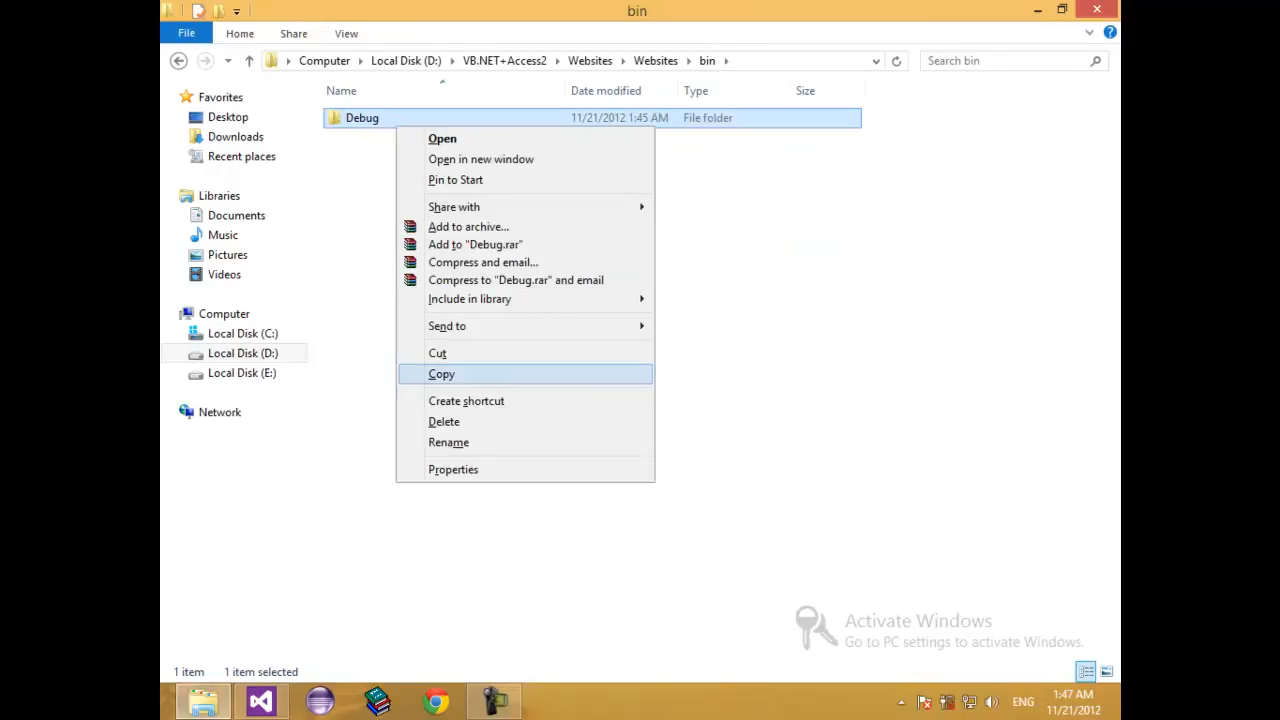 bin
File Home Share View
Computer Local Disk (D:) VB.NET+Access2 Websites Websites bin Search bin
Name Date modified Type Size
Favorites
Desktop
Downloads
Recent places
Libraries
Documents
Music
Pictures
Videos
Computer
Local Disk (C:)
Local Disk (D:)
Local Disk (E:)
Network
Debug 11/21/2012 1:45 AM File folder
Open
Open in new window
Pin to Start
Share with
Add to archive...
Add to "Debug.rar"
Compress and email...
Compress to "Debug.rar" and email
Include in library
Send to
Cut
Copy
Create shortcut
Delete
Rename
Properties
Activate Windows
Go to PC settings to activate Windows.
1 item 1 item selected
ENG
1:47 AM
11/21/2012